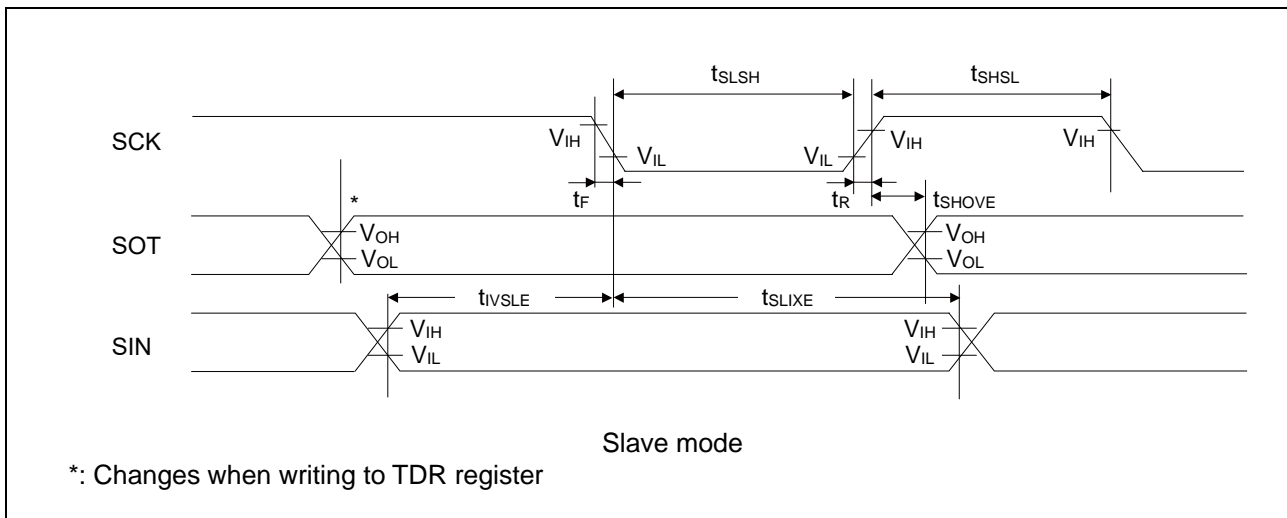 tSLSH
tSHSL
SCK
VIH
VIL
VIL
VIH
VIH
tF
tR
tSHOVE
*
SOT
VOH
VOL
VOH
VOL
tIVSLE
tSLIXE
SIN
VIH
VIL
VIH
VIL
Slave mode
*: Changes when writing to TDR register